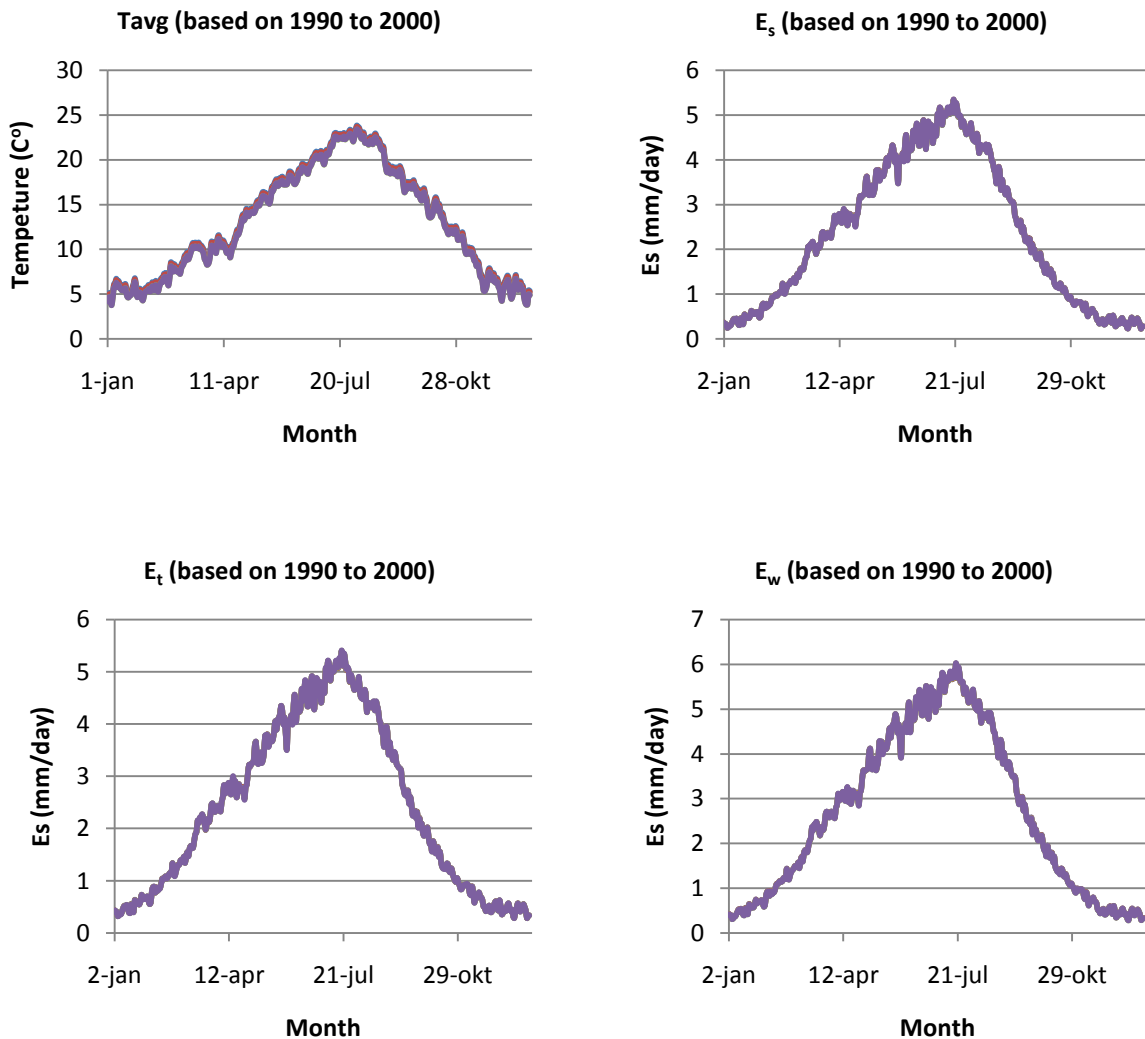 Tavg (based on 1990 to 2000)
30
25
20
15
10
5
0
Tempeture (C°)
1-jan 11-apr 20-jul 28-okt
Month
Es (based on 1990 to 2000)
6
5
4
3
2
1
0
Es (mm/day)
2-jan 12-apr 21-jul 29-okt
Month
Et (based on 1990 to 2000)
6
5
4
3
2
1
0
Es (mm/day)
2-jan 12-apr 21-jul 29-okt
Month
Ew (based on 1990 to 2000)
7
6
5
4
3
2
1
0
Es (mm/day)
2-jan 12-apr 21-jul 29-okt
Month